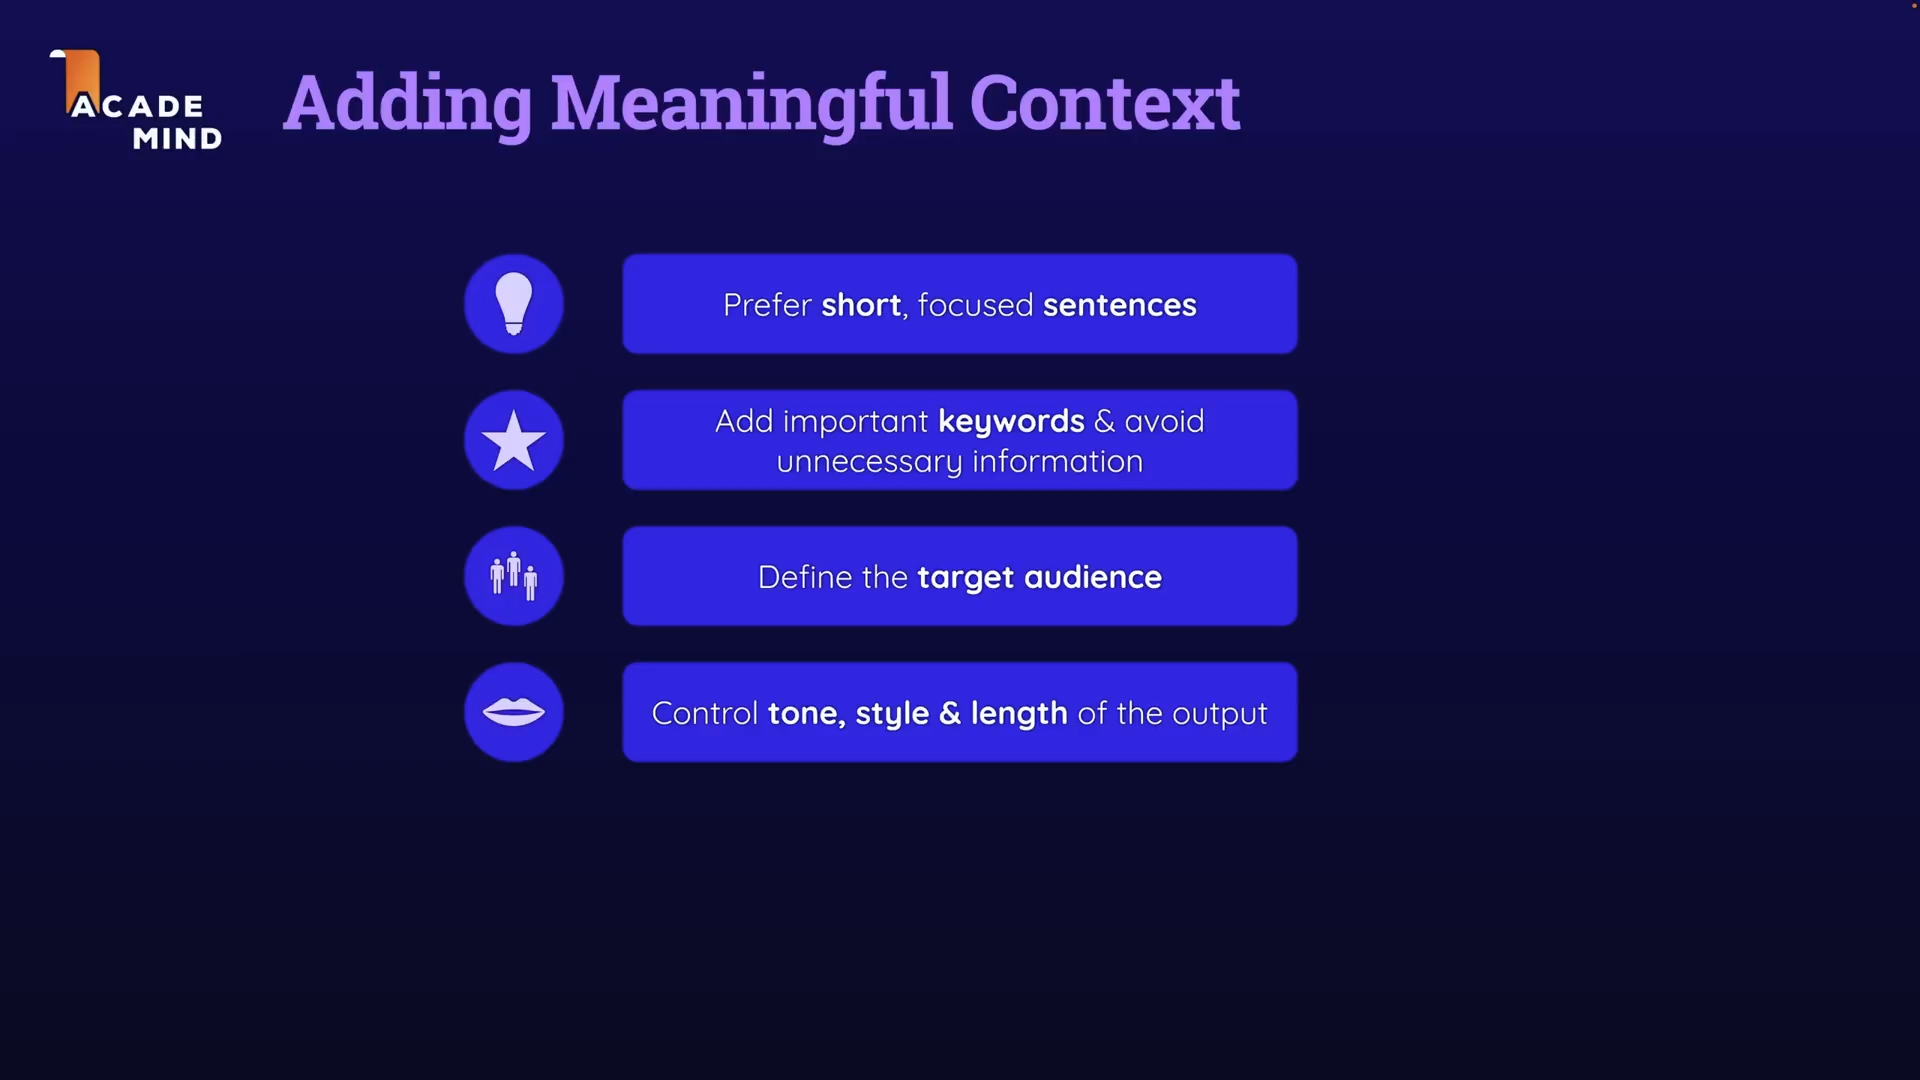 ACADE
MIND
Adding Meaningful Context
Prefer short, focused sentences
Add important keywords & avoid
unnecessary information
Define the target audience
Control tone, style & length of the output